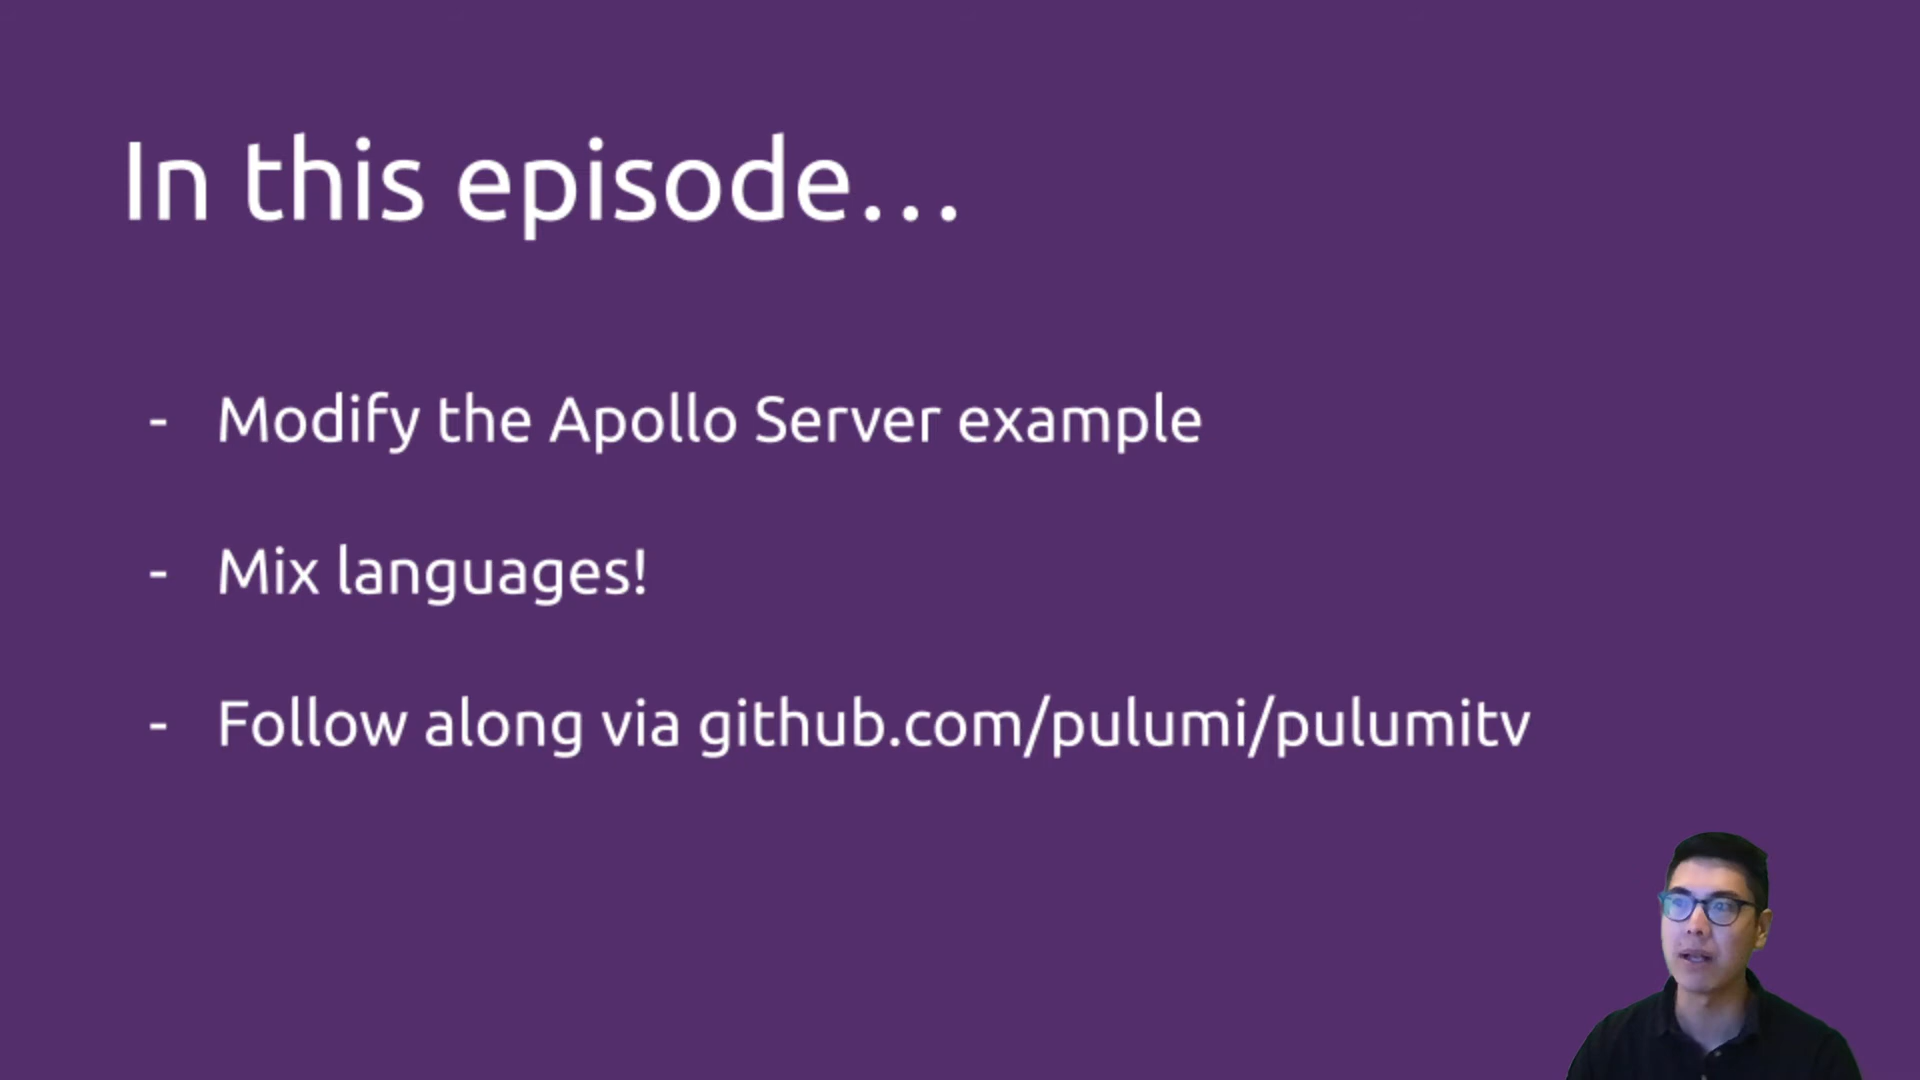 In this episode...
- Modify the Apollo Server example
- Mix languages!
- Follow along via github.com/pulumi/pulumitv